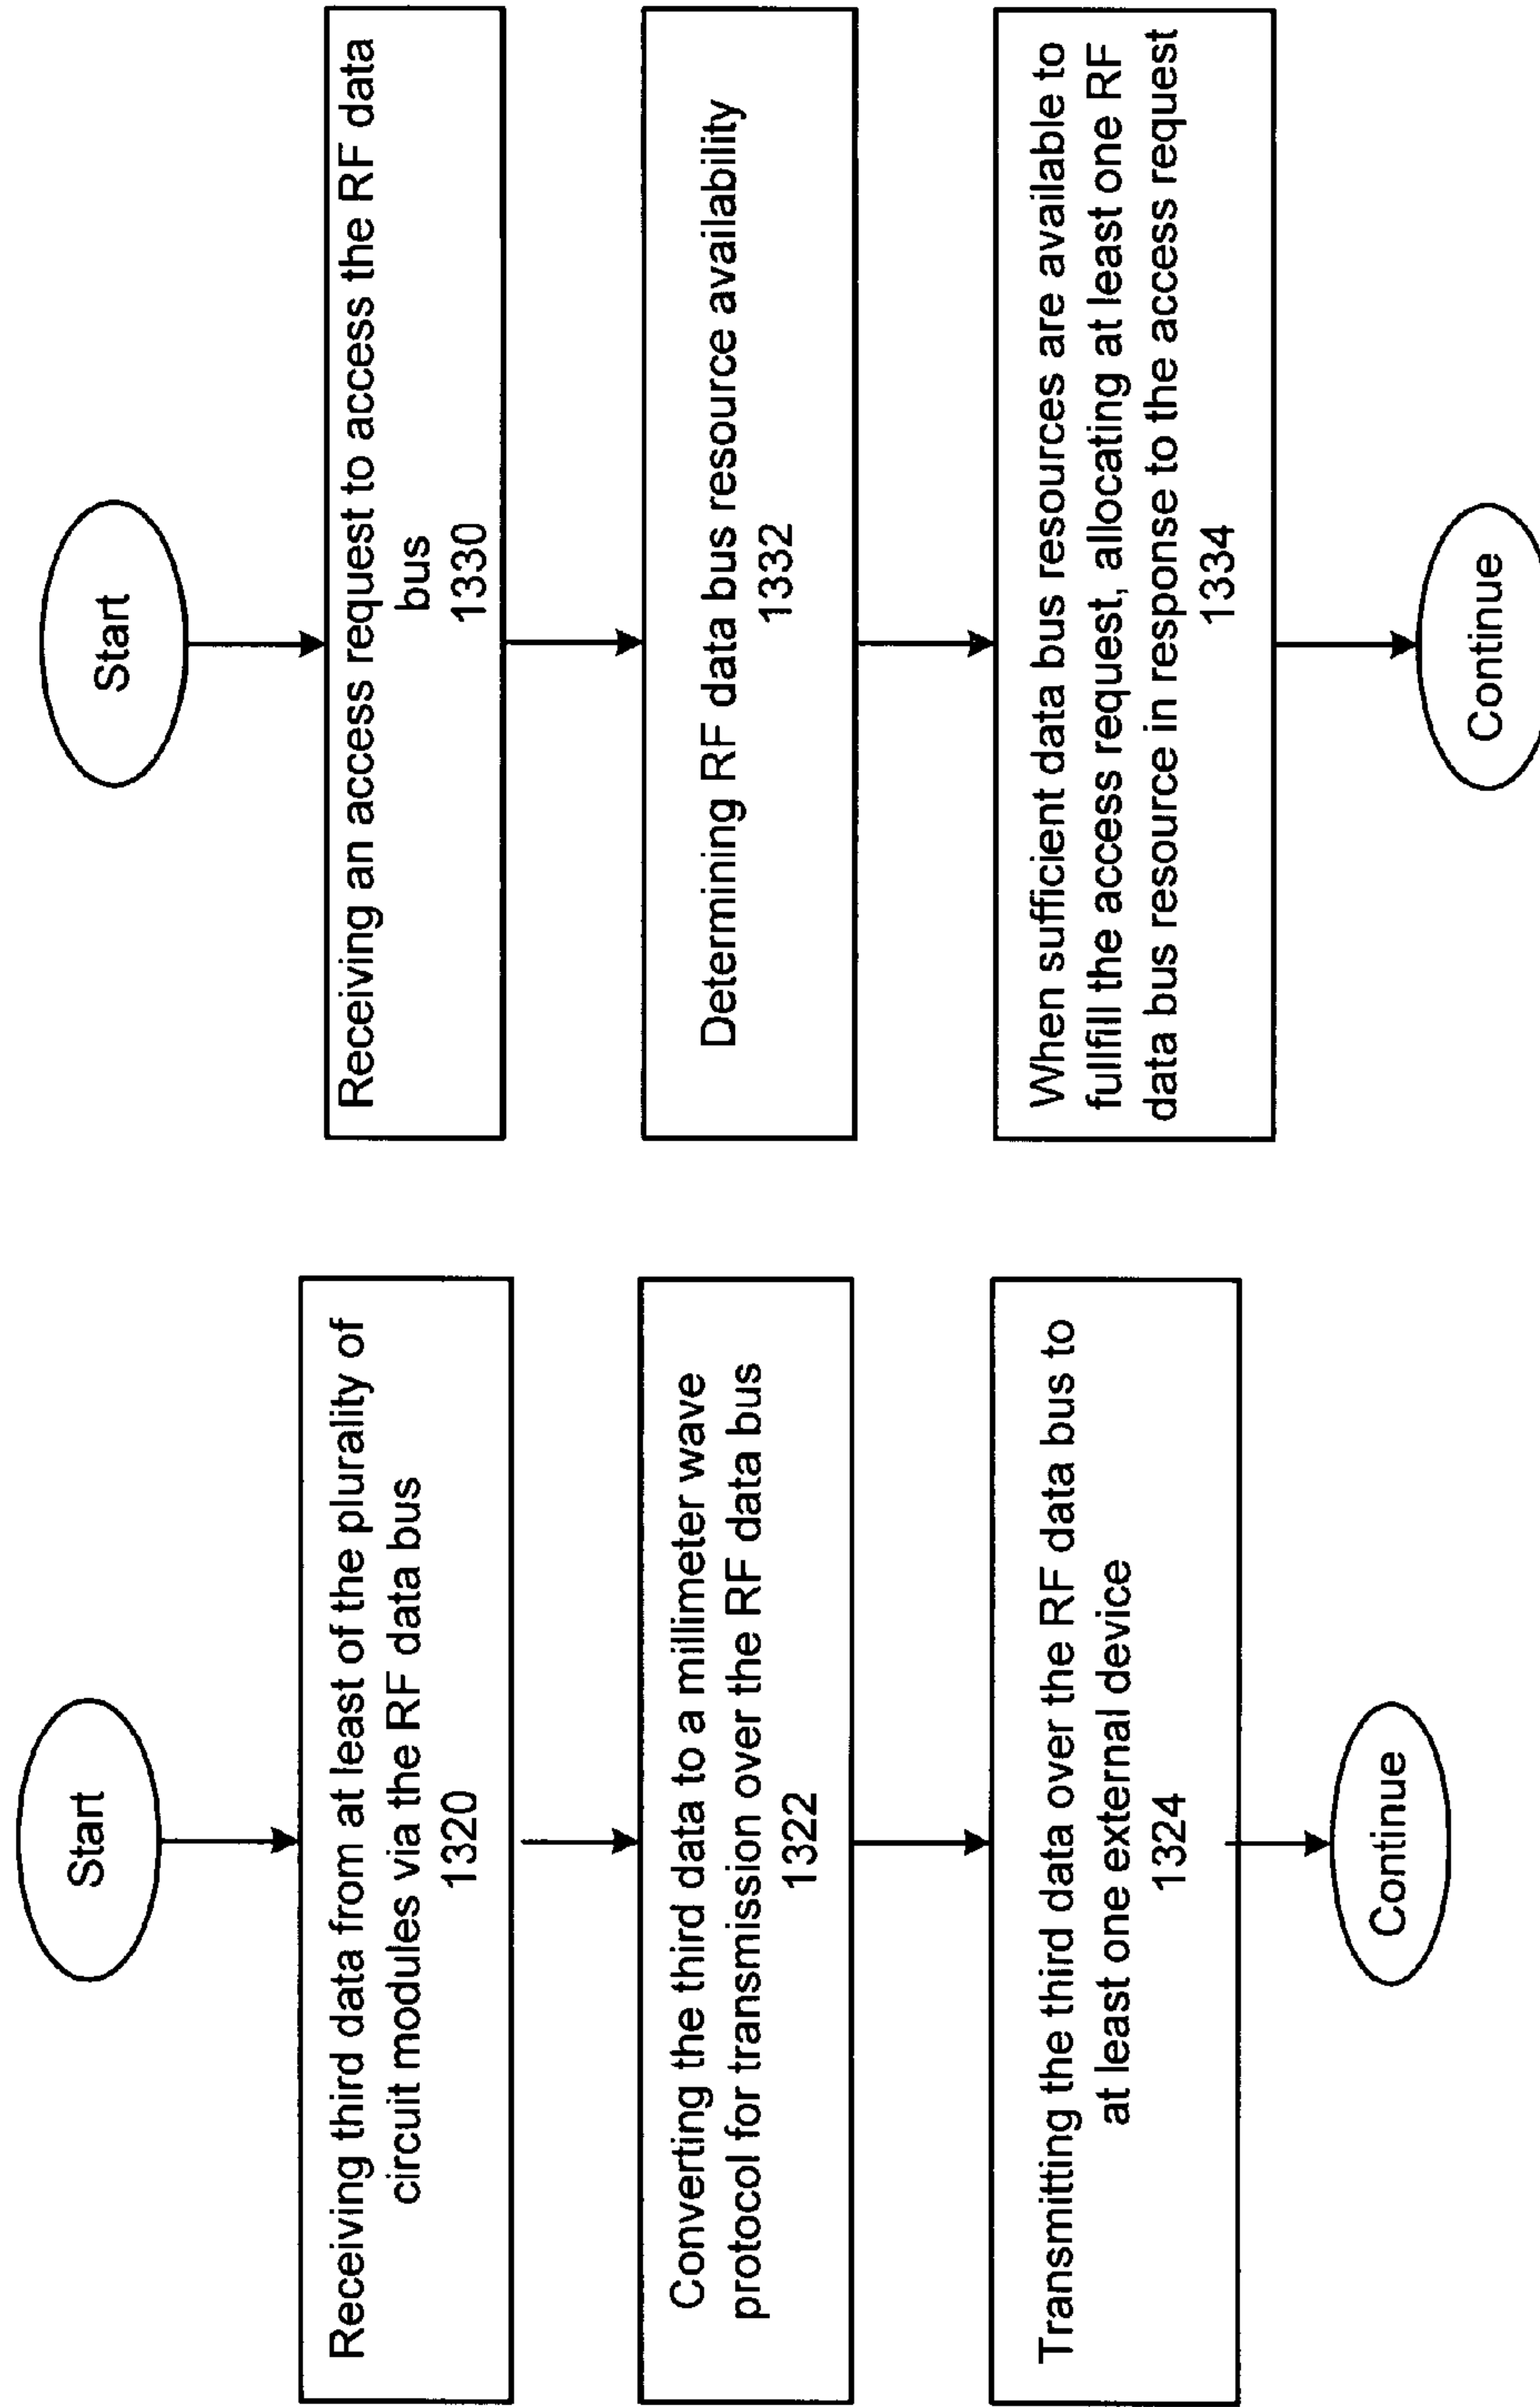 Start
Receiving third data from at least of the plurality of
circuit modules via the RF data bus
1320
Converting the third data to a millimeter wave
protocol for transmission over the RF data bus
1322
Transmitting the third data over the RF data bus to
at least one external device
1324
Continue
Start
Receiving an access request to access the RF data
bus
1330
Determining RF data bus resource availability
1332
When sufficient data bus resources are available to
fullfill the access request, allocating at least one RF
data bus resource in response to the access request
1334
Continue